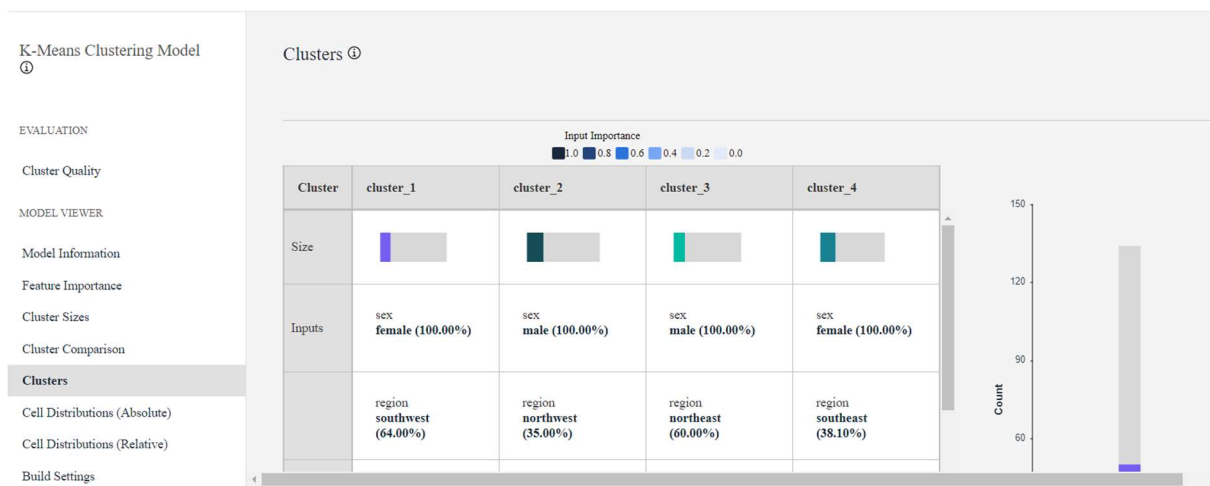 K-Means Clustering Model
EVALUATION
Cluster Quality
MODEL VIEWER
Model Information
Feature Importance
Cluster Sizes
Cluster Comparison
Clusters
Cell Distributions (Absolute)
Cell Distributions (Relative)
Build Settings
Clusters
Input Importance
1.0 0.8 0.6 0.4 0.2 0.0
Cluster cluster_1 cluster_2 cluster_3 cluster_4
Size
Inputs
sex
female (100.00%)
sex
male (100.00%)
sex
male (100.00%)
sex
female (100.00%)
region
southwest
(64.00%)
region
northwest
(35.00%)
region
northeast
(60.00%)
region
southeast
(38.10%)
150
120
90
60
Count